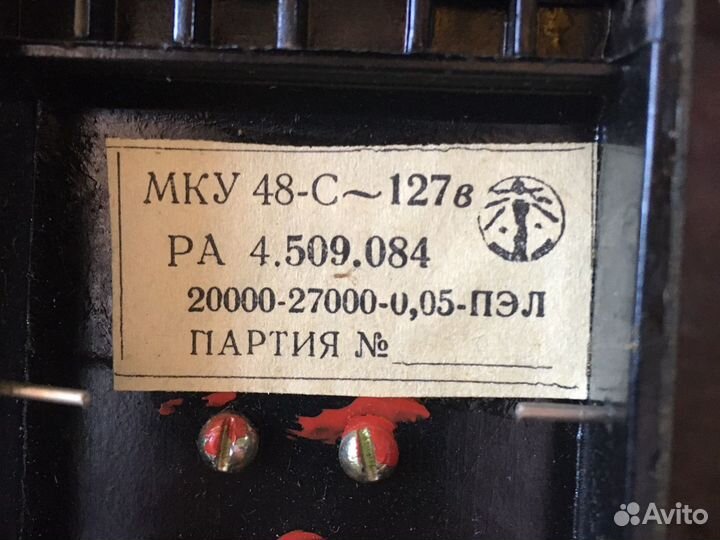 МКУ 48-С~127в
РА 4.509.084
20000-27000-0,05-ПЭЛ
ПАРТИЯ №
Avito